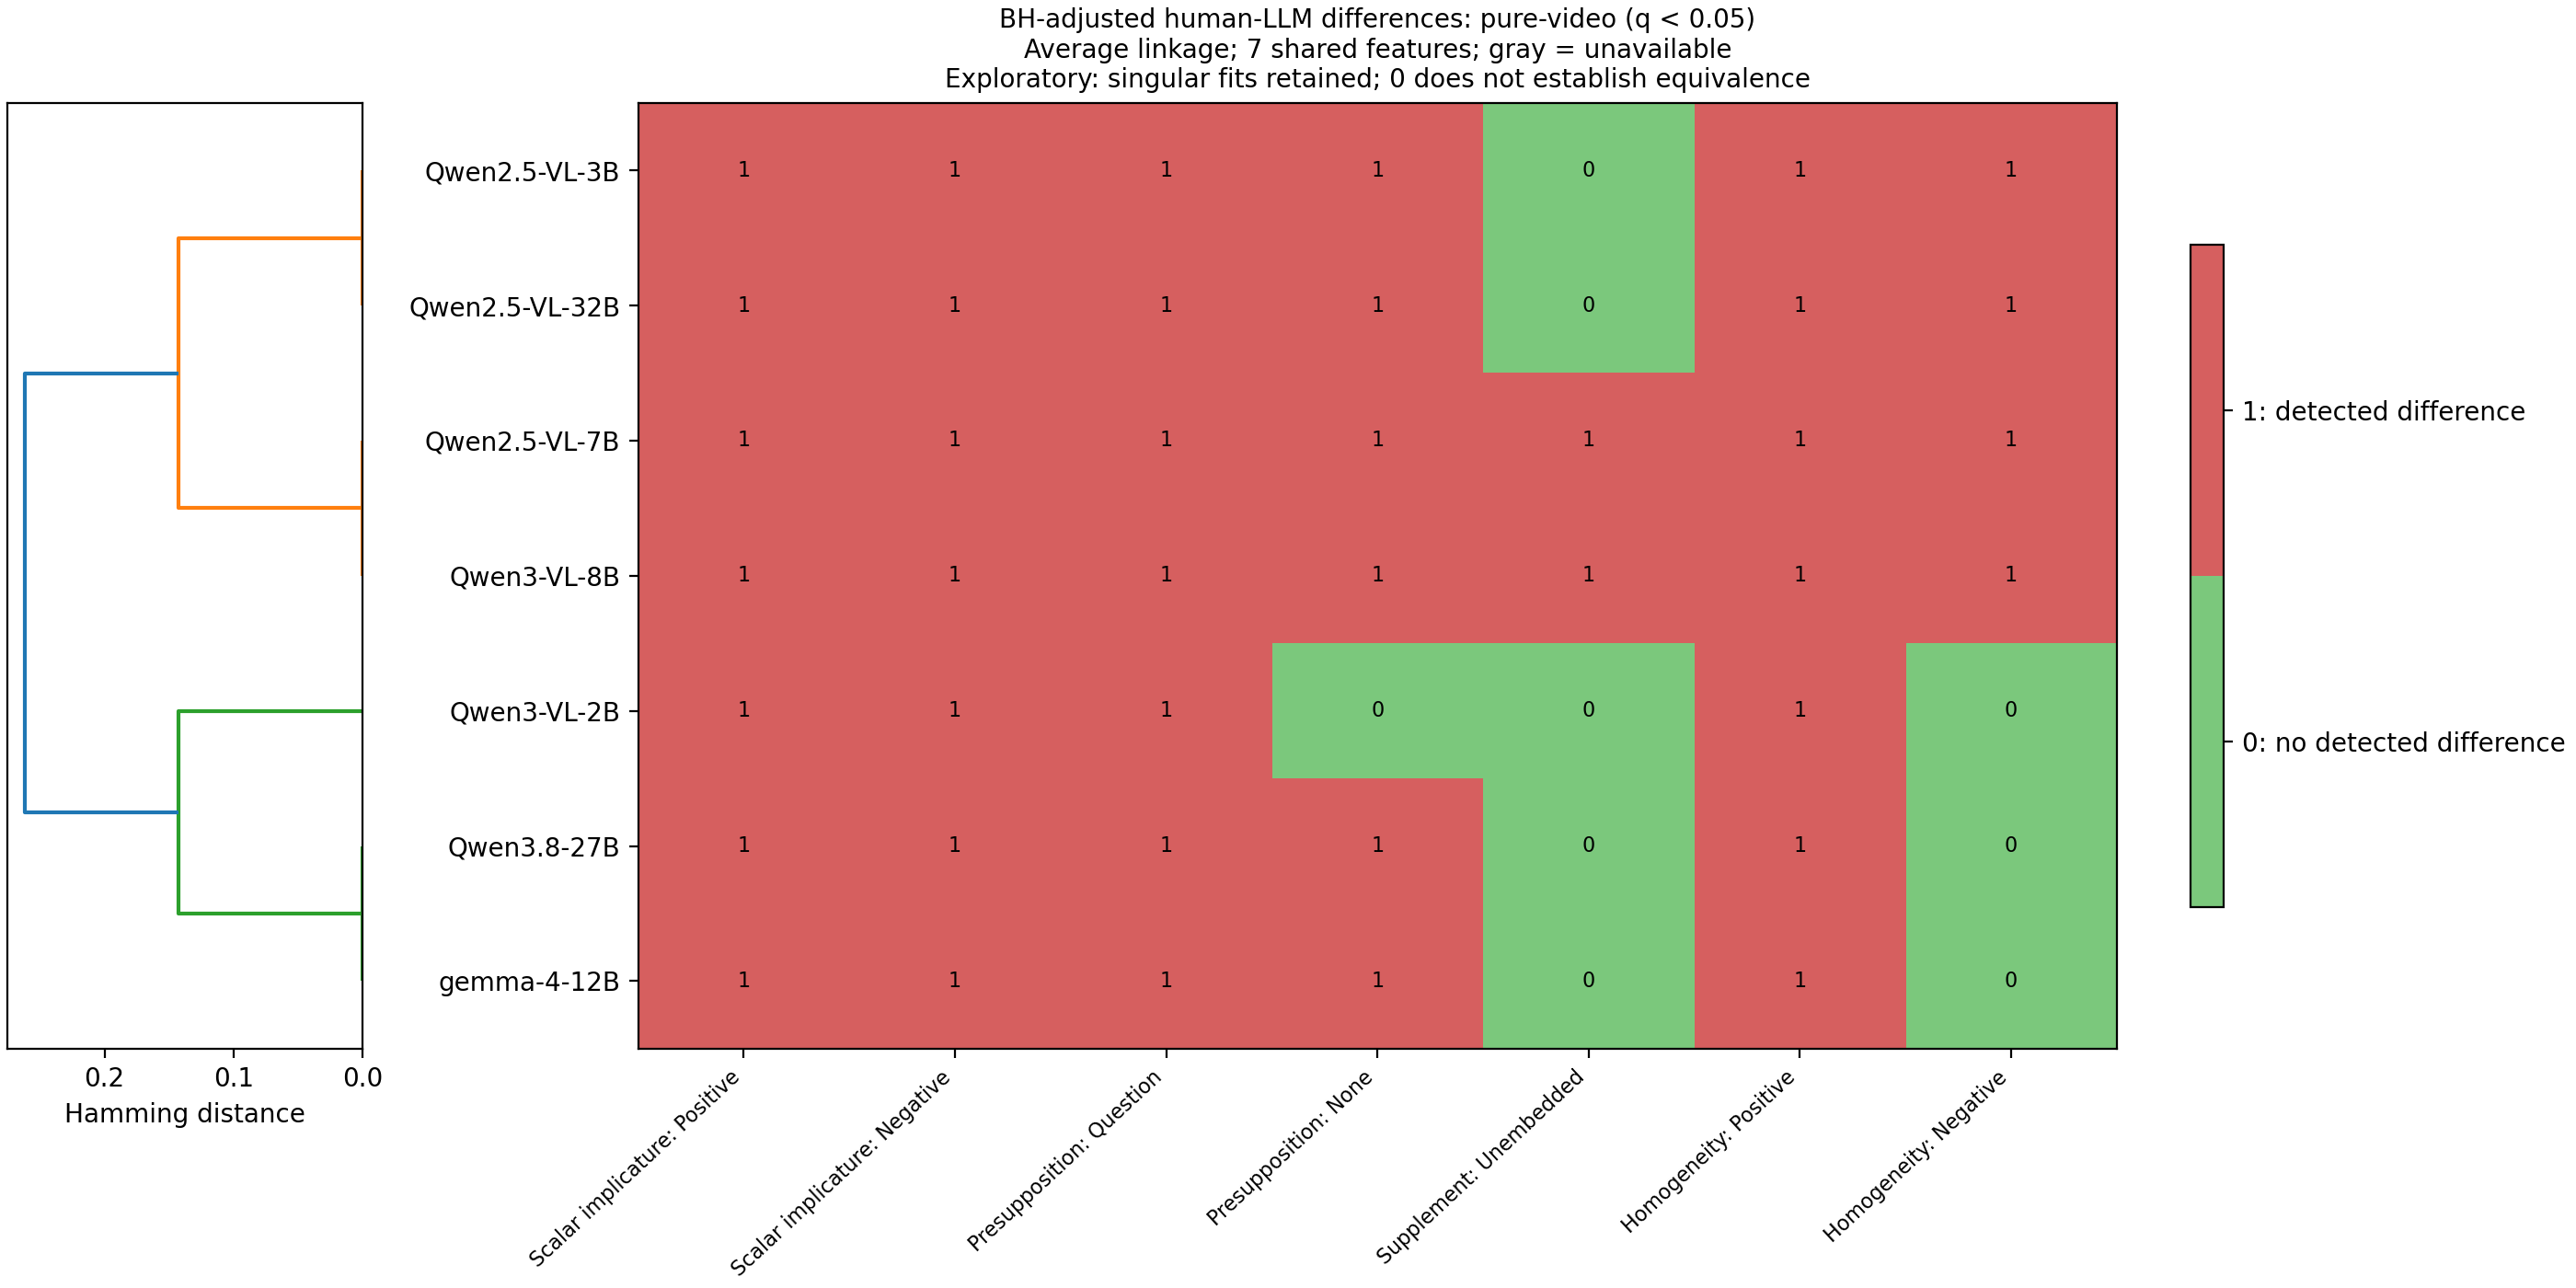 BH-adjusted human-LLM differences: pure-video (q < 0.05)
Average linkage; 7 shared features; gray = unavailable
Exploratory: singular fits retained; 0 does not establish equivalence
Qwen2.5-VL-3B 1 1 1 1 0 1 1
Qwen2.5-VL-32B 1 1 1 1 0 1 1
Qwen2.5-VL-7B 1 1 1 1 1 1 1
Qwen3-VL-8B 1 1 1 1 1 1 1
Qwen3-VL-2B 1 1 1 0 0 1 0
Qwen3.8-27B 1 1 1 1 0 1 0
gemma-4-12B 1 1 1 1 0 1 0
1: detected difference
0: no detected difference
0.2 0.1 0.0
Hamming distance
Scalar implicature: Positive
Scalar implicature: Negative
Presupposition: Question
Presupposition: None
Supplement: Unembedded
Homogeneity: Positive
Homogeneity: Negative